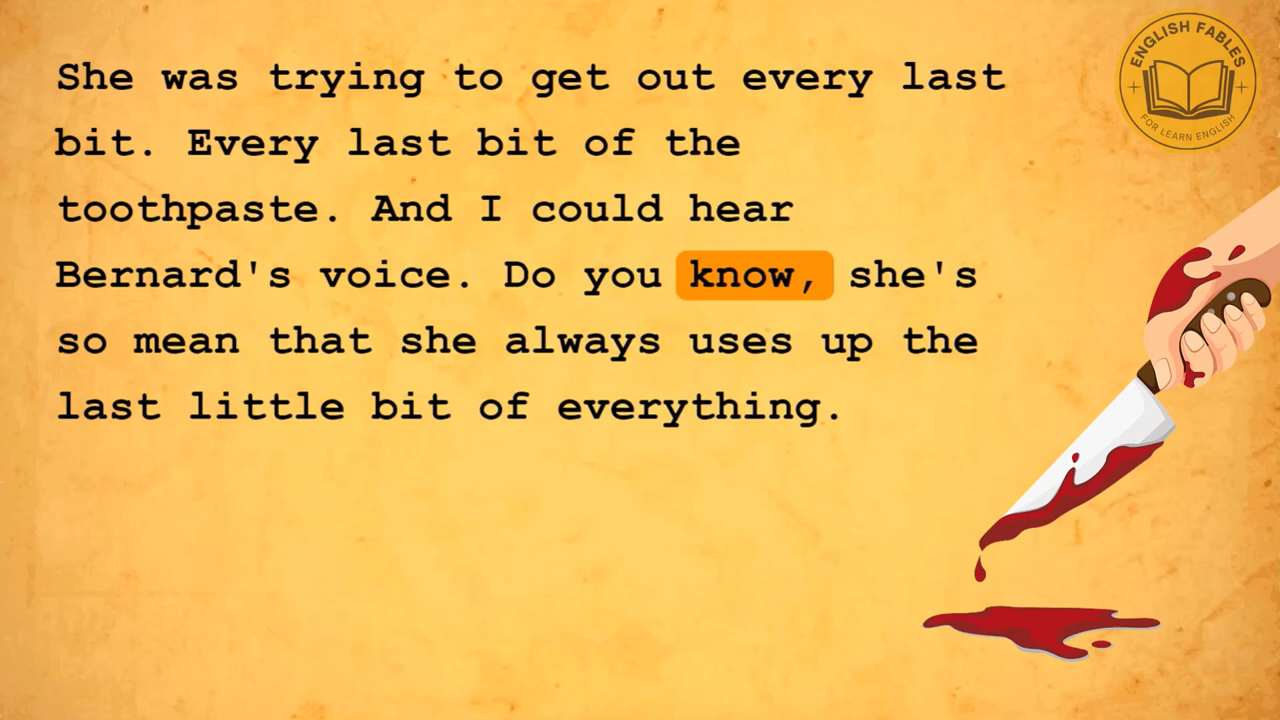 She was trying to get out every last
bit. Every last bit of the
toothpaste. And I could hear
Bernard's voice. Do you know, she's
so mean that she always uses up the
last little bit of everything.
ENGLISH FABLES
FOR LEARN ENGLISH